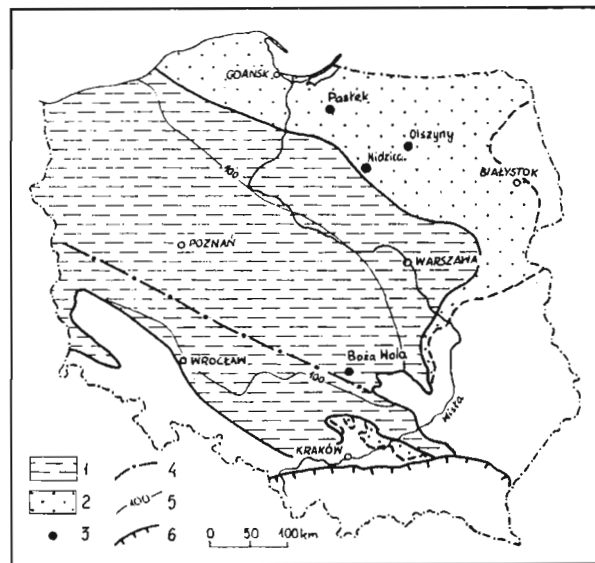 GDAŃSK
Pasłęk
Olszyny
Nidzica
BIAŁYSTOK
100
POZNAŃ
WARSZAWA
WROCŁAW
Boża Wola
100
Wisła
KRAKÓW
1 4
2 100 5
3 6
0 50 100km